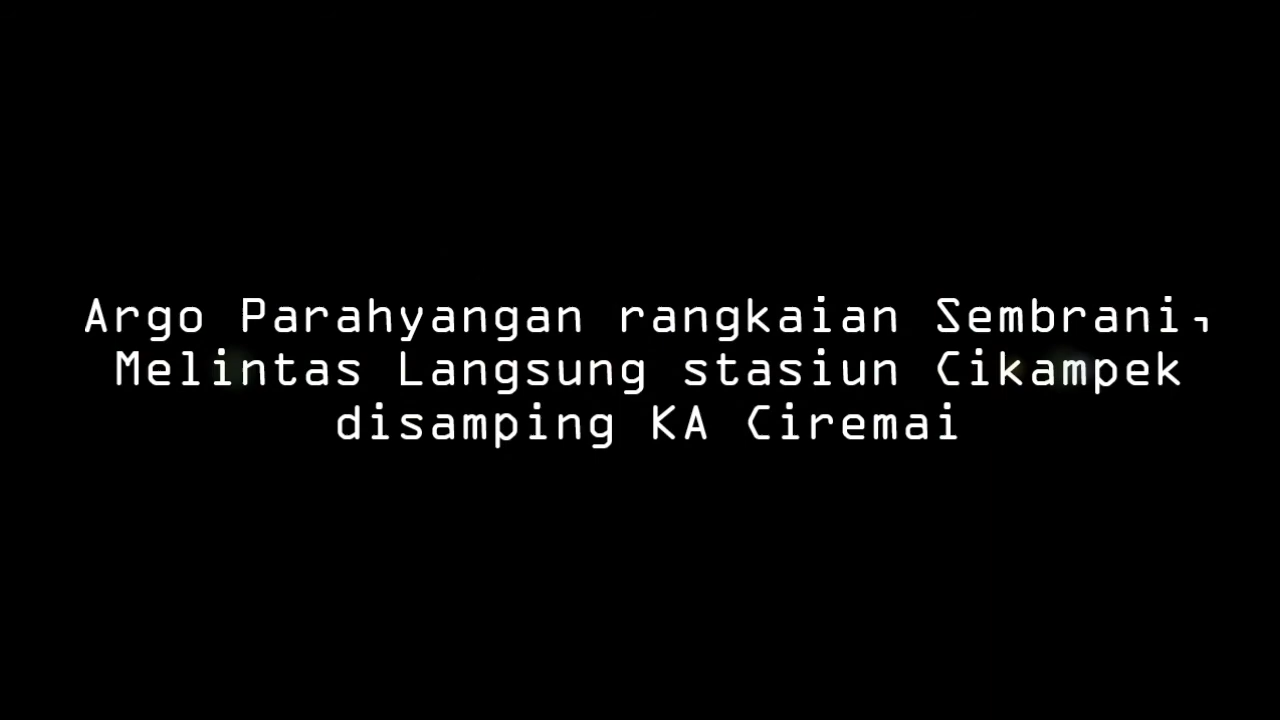 Argo Parahyangan rangkaian Sembrani,
Melintas Langsung stasiun Cikampek
disamping KA Ciremai